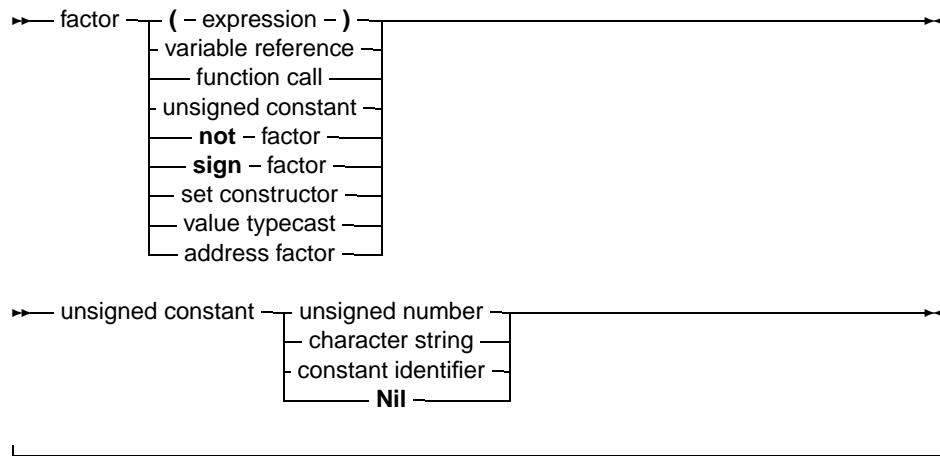 factor ( expression )
variable reference
function call
unsigned constant
not factor
sign factor
set constructor
value typecast
address factor
unsigned constant unsigned number
character string
constant identifier
Nil